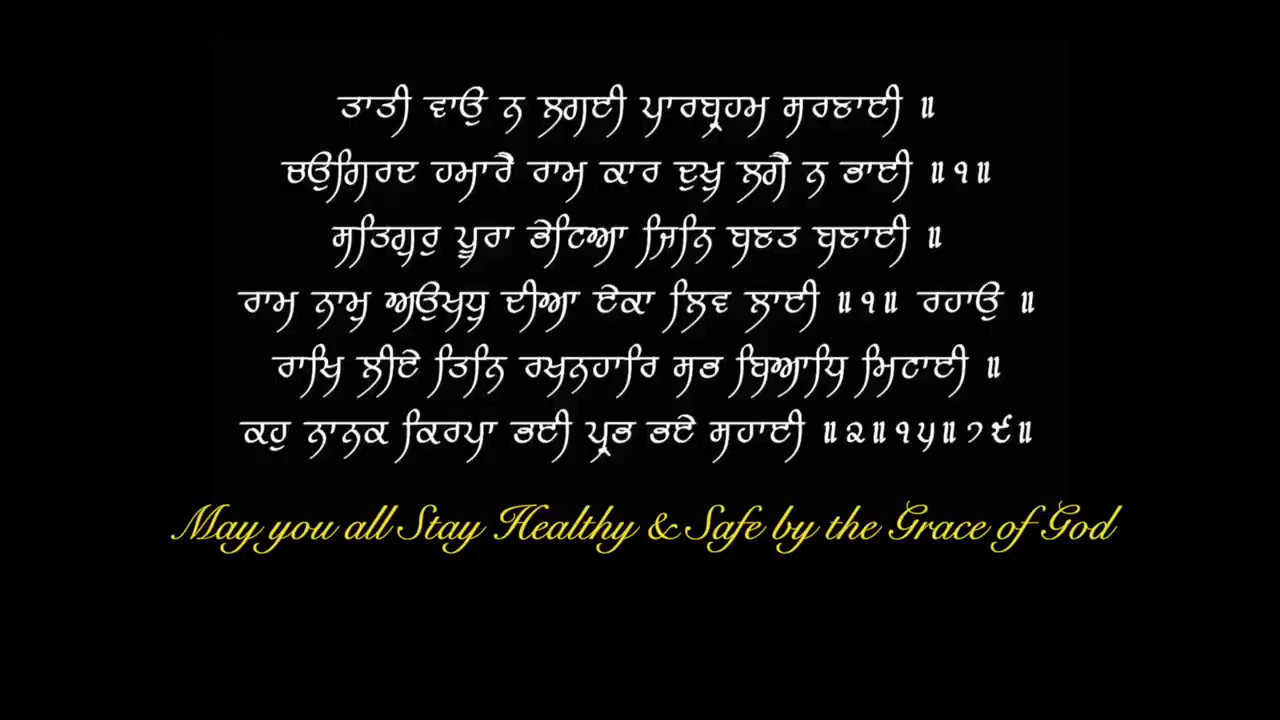 ਤਾਤੀ ਵਾਉ ਨ ਲਗਈ ਪਾਰਬ੍ਰਹਮ ਸਰਣਾਈ ॥
ਚਉਗਿਰਦ ਹਮਾਰੈ ਰਾਮ ਕਾਰ ਦੁਖੁ ਲਗੈ ਨ ਭਾਈ ॥੧॥
ਸਤਿਗੁਰੁ ਪੂਰਾ ਭੇਟਿਆ ਜਿਨਿ ਬਣਤ ਬਣਾਈ ॥
ਰਾਮ ਨਾਮੁ ਅਉਖਧੁ ਦੀਆ ਏਕਾ ਲਿਵ ਲਾਈ ॥੧॥ ਰਹਾਉ ॥
ਰਾਖਿ ਲੀਏ ਤਿਨਿ ਰਖਨਹਾਰਿ ਸਭ ਬਿਆਧਿ ਮਿਟਾਈ ॥
ਕਹੁ ਨਾਨਕ ਕਿਰਪਾ ਭਈ ਪ੍ਰਭ ਭਏ ਸਹਾਈ ॥੨॥੧੫॥੭੯॥
May you all Stay Healthy & Safe by the Grace of God